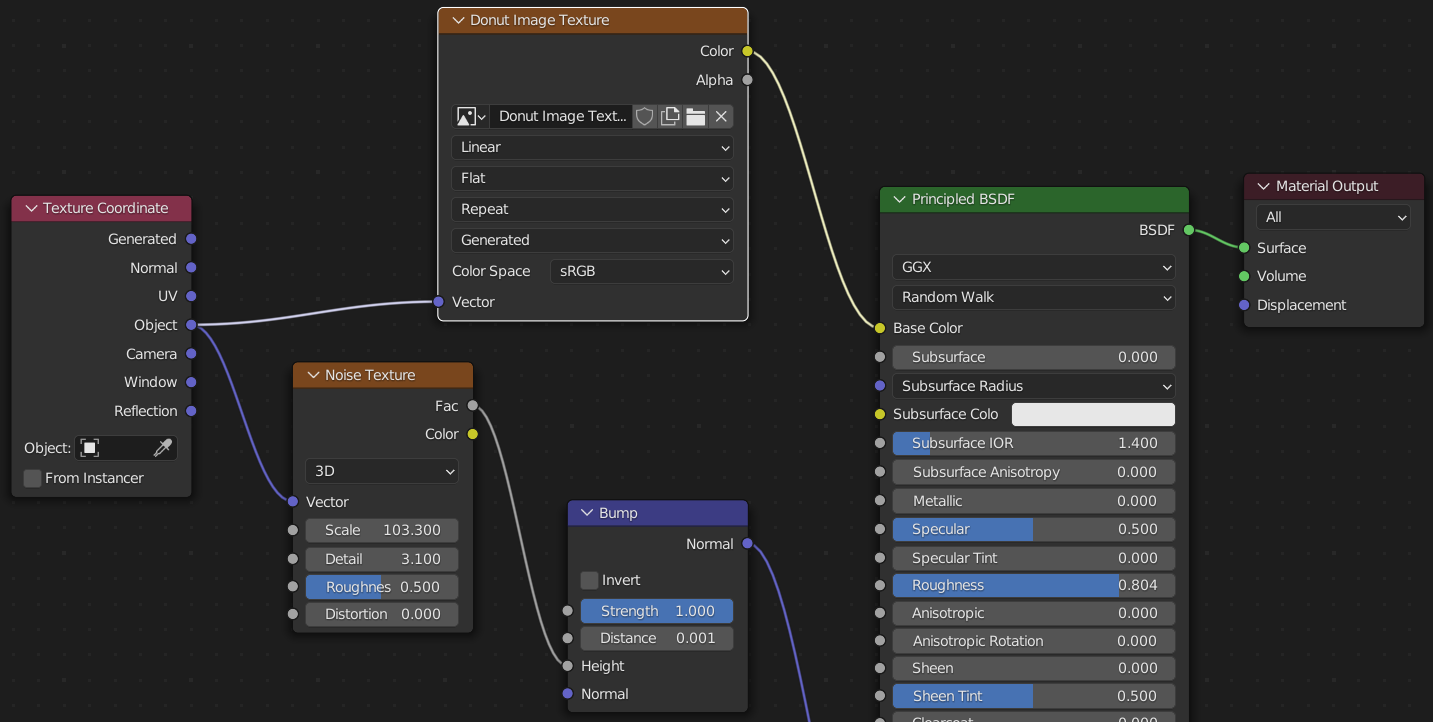 Donut Image Texture
Color
Alpha
Donut Image Text...
Linear
Flat
Repeat
Generated
Color Space sRGB
Vector
Texture Coordinate
Generated
Normal
UV
Object
Camera
Window
Reflection
Object:
From Instancer
Noise Texture
Fac
Color
3D
Vector
Scale 103.300
Detail 3.100
Roughnes 0.500
Distortion 0.000
Bump
Normal
Invert
Strength 1.000
Distance 0.001
Height
Normal
Principled BSDF
BSDF
GGX
Random Walk
Base Color
Subsurface 0.000
Subsurface Radius
Subsurface Colo
Subsurface IOR 1.400
Subsurface Anisotropy 0.000
Metallic 0.000
Specular 0.500
Specular Tint 0.000
Roughness 0.804
Anisotropic 0.000
Anisotropic Rotation 0.000
Sheen 0.000
Sheen Tint 0.500
Clearcoat 0.000
Material Output
All
Surface
Volume
Displacement